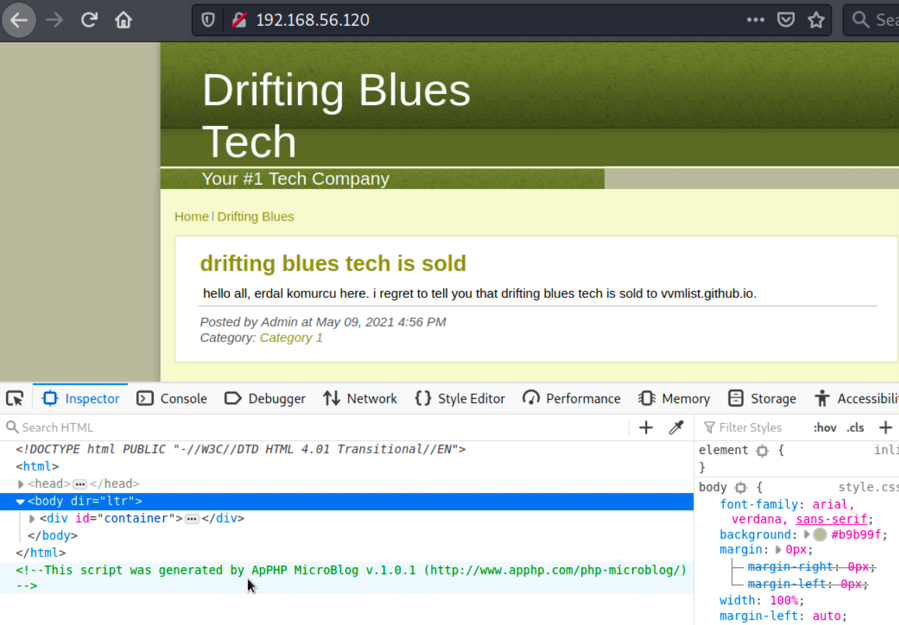 192.168.56.120
Sea
Drifting Blues
Tech
Your #1 Tech Company
Home | Drifting Blues
drifting blues tech is sold
hello all, erdal komurcu here. i regret to tell you that drifting blues tech is sold to vvmlist.github.io.
Posted by Admin at May 09, 2021 4:56 PM
Category: Category 1
Inspector Console Debugger Network Style Editor Performance Memory Storage Accessibili
Search HTML
Filter Styles :hov .cls
<!DOCTYPE html PUBLIC "-//W3C//DTD HTML 4.01 Transitional//EN">
<html>
<head> ••• </head>
<body dir="ltr">
<div id="container"> ••• </div>
</body>
</html>
<!--This script was generated by ApPHP MicroBlog v.1.0.1 (http://www.apphp.com/php-microblog/)
-->
element { inli
}
body { style.css
font-family: arial,
verdana, sans-serif;
background: #b9b99f;
margin: 0px;
margin-right: 0px;
margin-left: 0px;
width: 100%;
margin-left: auto;